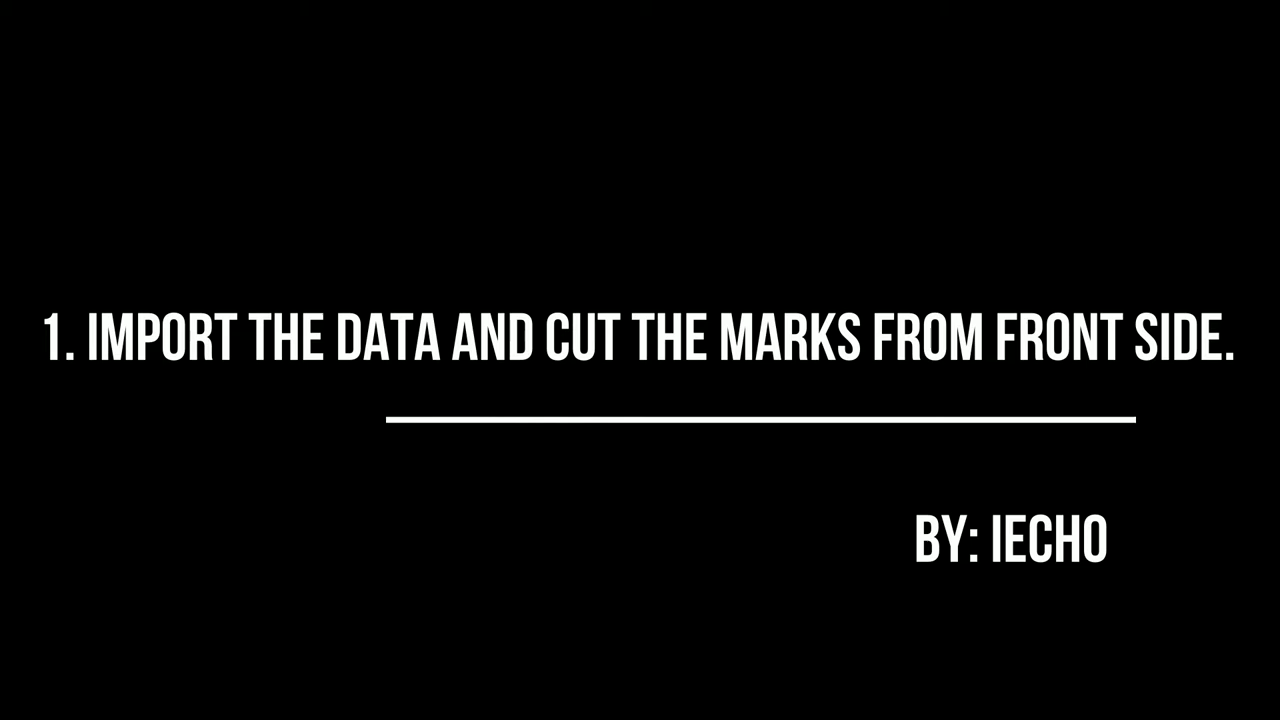 1. IMPORT THE DATA AND CUT THE MARKS FROM FRONT SIDE.
BY: IECHO